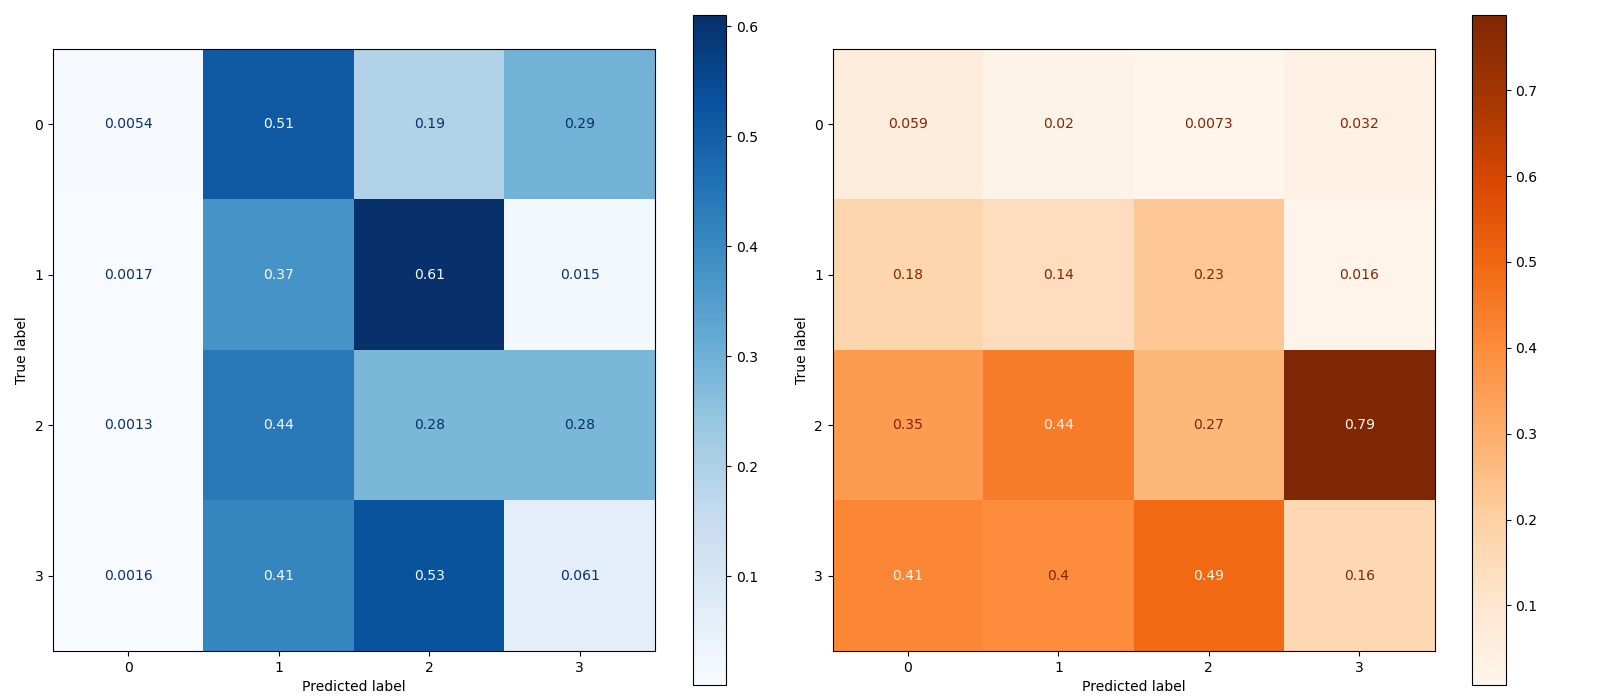 0 0.0054 0.51 0.19 0.29
1 0.0017 0.37 0.61 0.015
2 0.0013 0.44 0.28 0.28
3 0.0016 0.41 0.53 0.061
0 1 2 3
True label
Predicted label
0.6
0.5
0.4
0.3
0.2
0.1
0 0.059 0.02 0.0073 0.032
1 0.18 0.14 0.23 0.016
2 0.35 0.44 0.27 0.79
3 0.41 0.4 0.49 0.16
0 1 2 3
True label
Predicted label
0.7
0.6
0.5
0.4
0.3
0.2
0.1